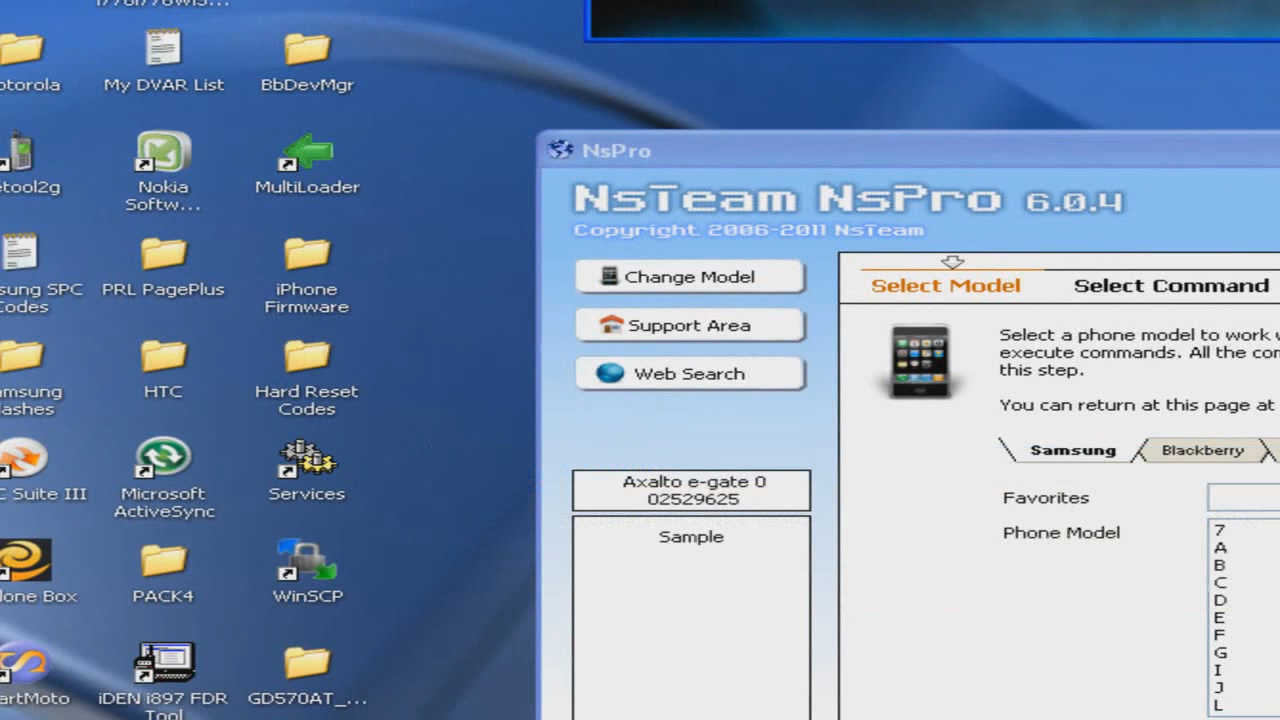 otorola
My DVAR List
BbDevMgr
etool2g
Nokia
Softw...
MultiLoader
sung SPC
Codes
PRL PagePlus
iPhone
Firmware
amsung
lashes
HTC
Hard Reset
Codes
C Suite III
Microsoft
ActiveSync
Services
lone Box
PACK4
WinSCP
artMoto
iDEN i897 FDR
Tool
GD570AT_...
NsPro
NsTeam NsPro 6.0.4
Copyright 2006-2011 NsTeam
Change Model
Support Area
Web Search
Axalto e-gate 0
02529625
Sample
Select Model
Select Command
Select a phone model to work
execute commands. All the
this step.
You can return at this page at
Samsung
Blackberry
Favorites
Phone Model
7
A
B
C
D
E
F
G
I
J
L